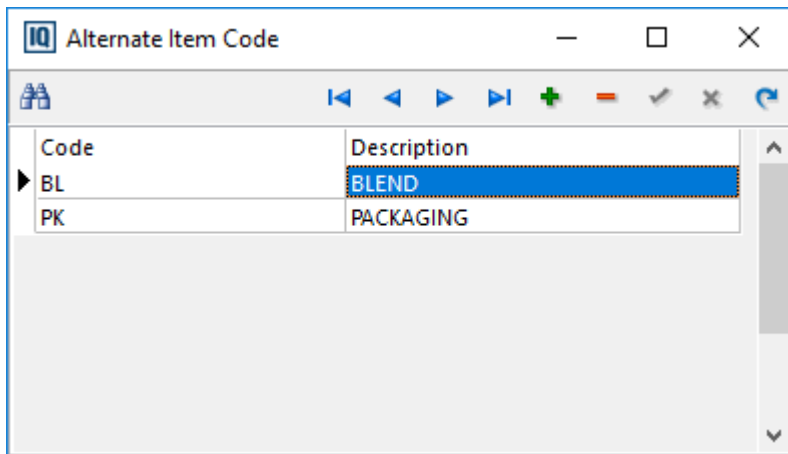 IQ Alternate Item Code
Code Description
BL BLEND
PK PACKAGING